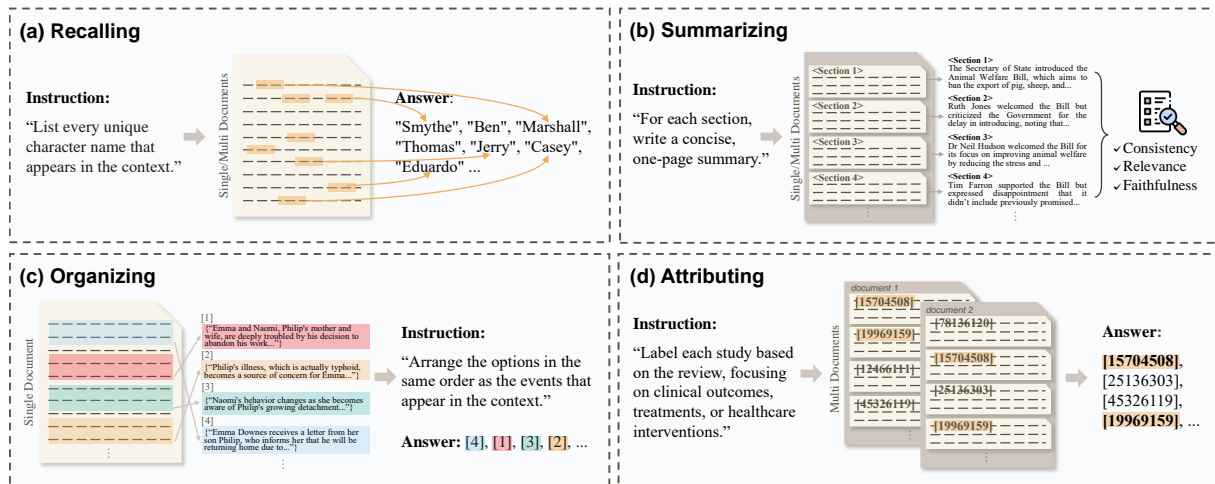 (a) Recalling
Instruction:
“List every unique
character name that
appears in the context.”
Single/Multi Documents
Answer:
"Smythe", "Ben", "Marshall",
"Thomas", "Jerry", "Casey",
"Eduardo" ...
(b) Summarizing
Instruction:
“For each section,
write a concise,
one-page summary.”
Single/Multi Documents
<Section 1>
<Section 2>
<Section 3>
<Section 4>
<Section 1>
The Secretary of State introduced the
Animal Welfare Bill, which aims to
ban the export of pig, sheep, and...
<Section 2>
Ruth Jones welcomed the Bill but
criticized the Government for the
delay in introducing, noting that...
<Section 3>
Dr Neil Hudson welcomed the Bill for
its focus on improving animal welfare
by reducing the stress and ...
<Section 4>
Tim Farron supported the Bill but
expressed disappointment that it
didn't include previously promised...
✓Consistency
✓Relevance
✓Faithfulness
(c) Organizing
Single Document
[1]
{“Emma and Naomi, Philip's mother and
wife, are deeply troubled by his decision to
abandon his work...”}
[2]
{“Philip's illness, which is actually typhoid,
becomes a source of concern for Emma...”}
[3]
{“Naomi's behavior changes as she becomes
aware of Philip's growing detachment...”}
[4]
{“Emma Downes receives a letter from her
son Philip, who informs her that he will be
returning home due to...”}
Instruction:
“Arrange the options in the
same order as the events that
appear in the context.”
Answer: [4], [1], [3], [2], ...
(d) Attributing
Instruction:
“Label each study based
on the review, focusing
on clinical outcomes,
treatments, or healthcare
interventions.”
Multi Documents
document 1
[15704508]
[19969159]
[12466111]
[45326119]
document 2
[78136120]
[15704508]
[25136303]
[19969159]
Answer:
[15704508],
[25136303],
[45326119],
[19969159], ...